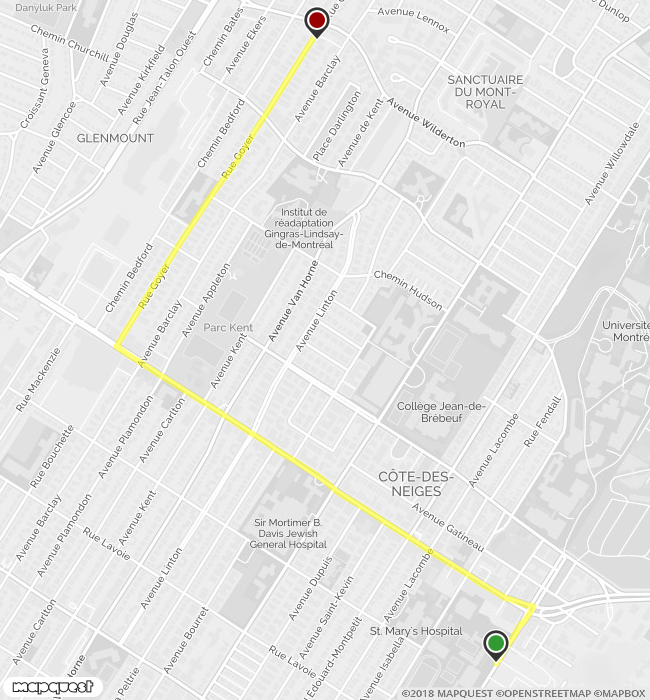 Danyluk Park
Avenue Lennox
Avenue Douglas
Chemin Bates
Avenue Ekers
Chemin Churchill
Avenue Kirkfield
Rue Jean-Talon Ouest
Avenue Barclay
Croissant Geneva
SANCTUAIRE
DU MONT-
ROYAL
Avenue Glencoe
GLENMOUNT
Chemin Bedford
Rue Goyer
Place Darlington
Avenue de Kent
Avenue Wilderton
Avenue Willowdale
Institut de
réadaptation
Gingras-Lindsay-
de-Montréal
Chemin Bedford
Rue Goyer
Avenue Appleton
Avenue Van Horne
Chemin Hudson
Avenue Barclay
Avenue Linton
Parc Kent
Avenue Kent
Université
Montré
Rue Mackenzie
Avenue Plamondon
Avenue Carlton
Collège Jean-de-
Brébeuf
Rue Fendall
Avenue Lacombe
Rue Bouchette
CÔTE-DES-
NEIGES
Avenue Barclay
Avenue Plamondon
Avenue Kent
Avenue Gatineau
Sir Mortimer B.
Davis Jewish
General Hospital
Rue Lavoie
Avenue Linton
Avenue Dupuis
Avenue Lacombe
Avenue Saint-Kevin
Avenue Carlton
Avenue Bourret
Édouard-Montpetit
St. Mary's Hospital
Rue Lavoie
Avenue Isabella
Horne
a Peltrie
mapquest
©2018 MAPQUEST ©OPENSTREETMAP ©MAPBOX